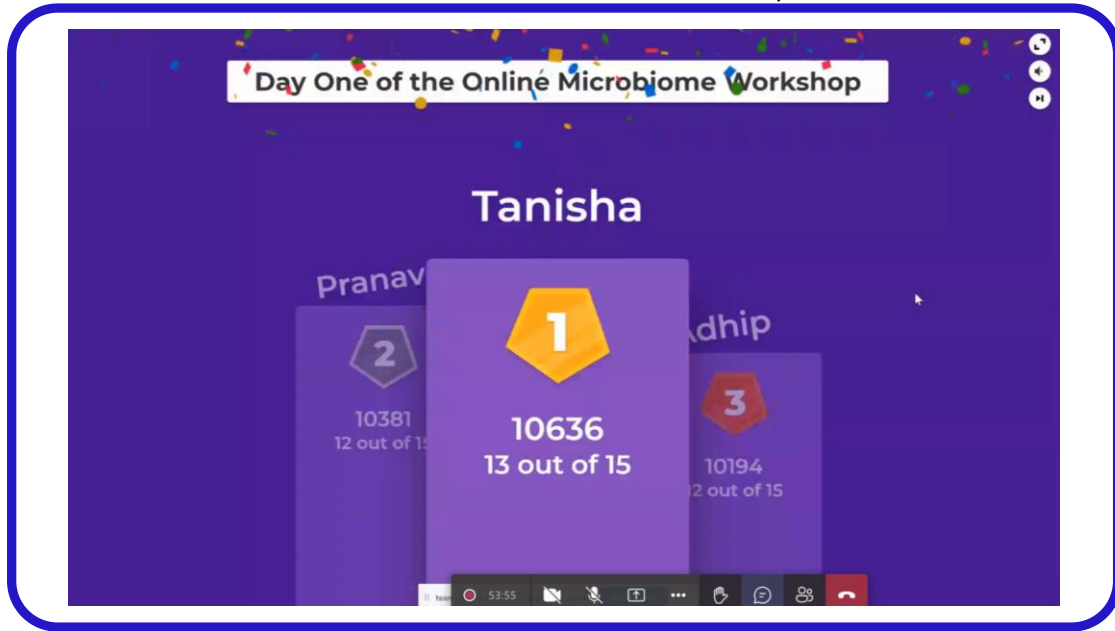 Day One of the Online Microbiome Workshop
Tanisha
Pranav
dhip
2
1
3
10381
12 out of 15
10636
13 out of 15
10194
2 out of 15
53:55